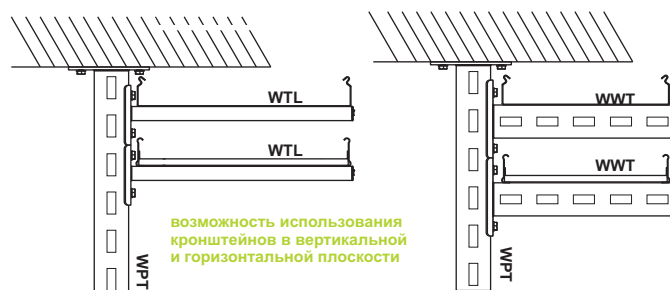 WTL
WTL
WPT
WWT
WWT
WPT
возможность использования
кронштейнов в вертикальной
и горизонтальной плоскости